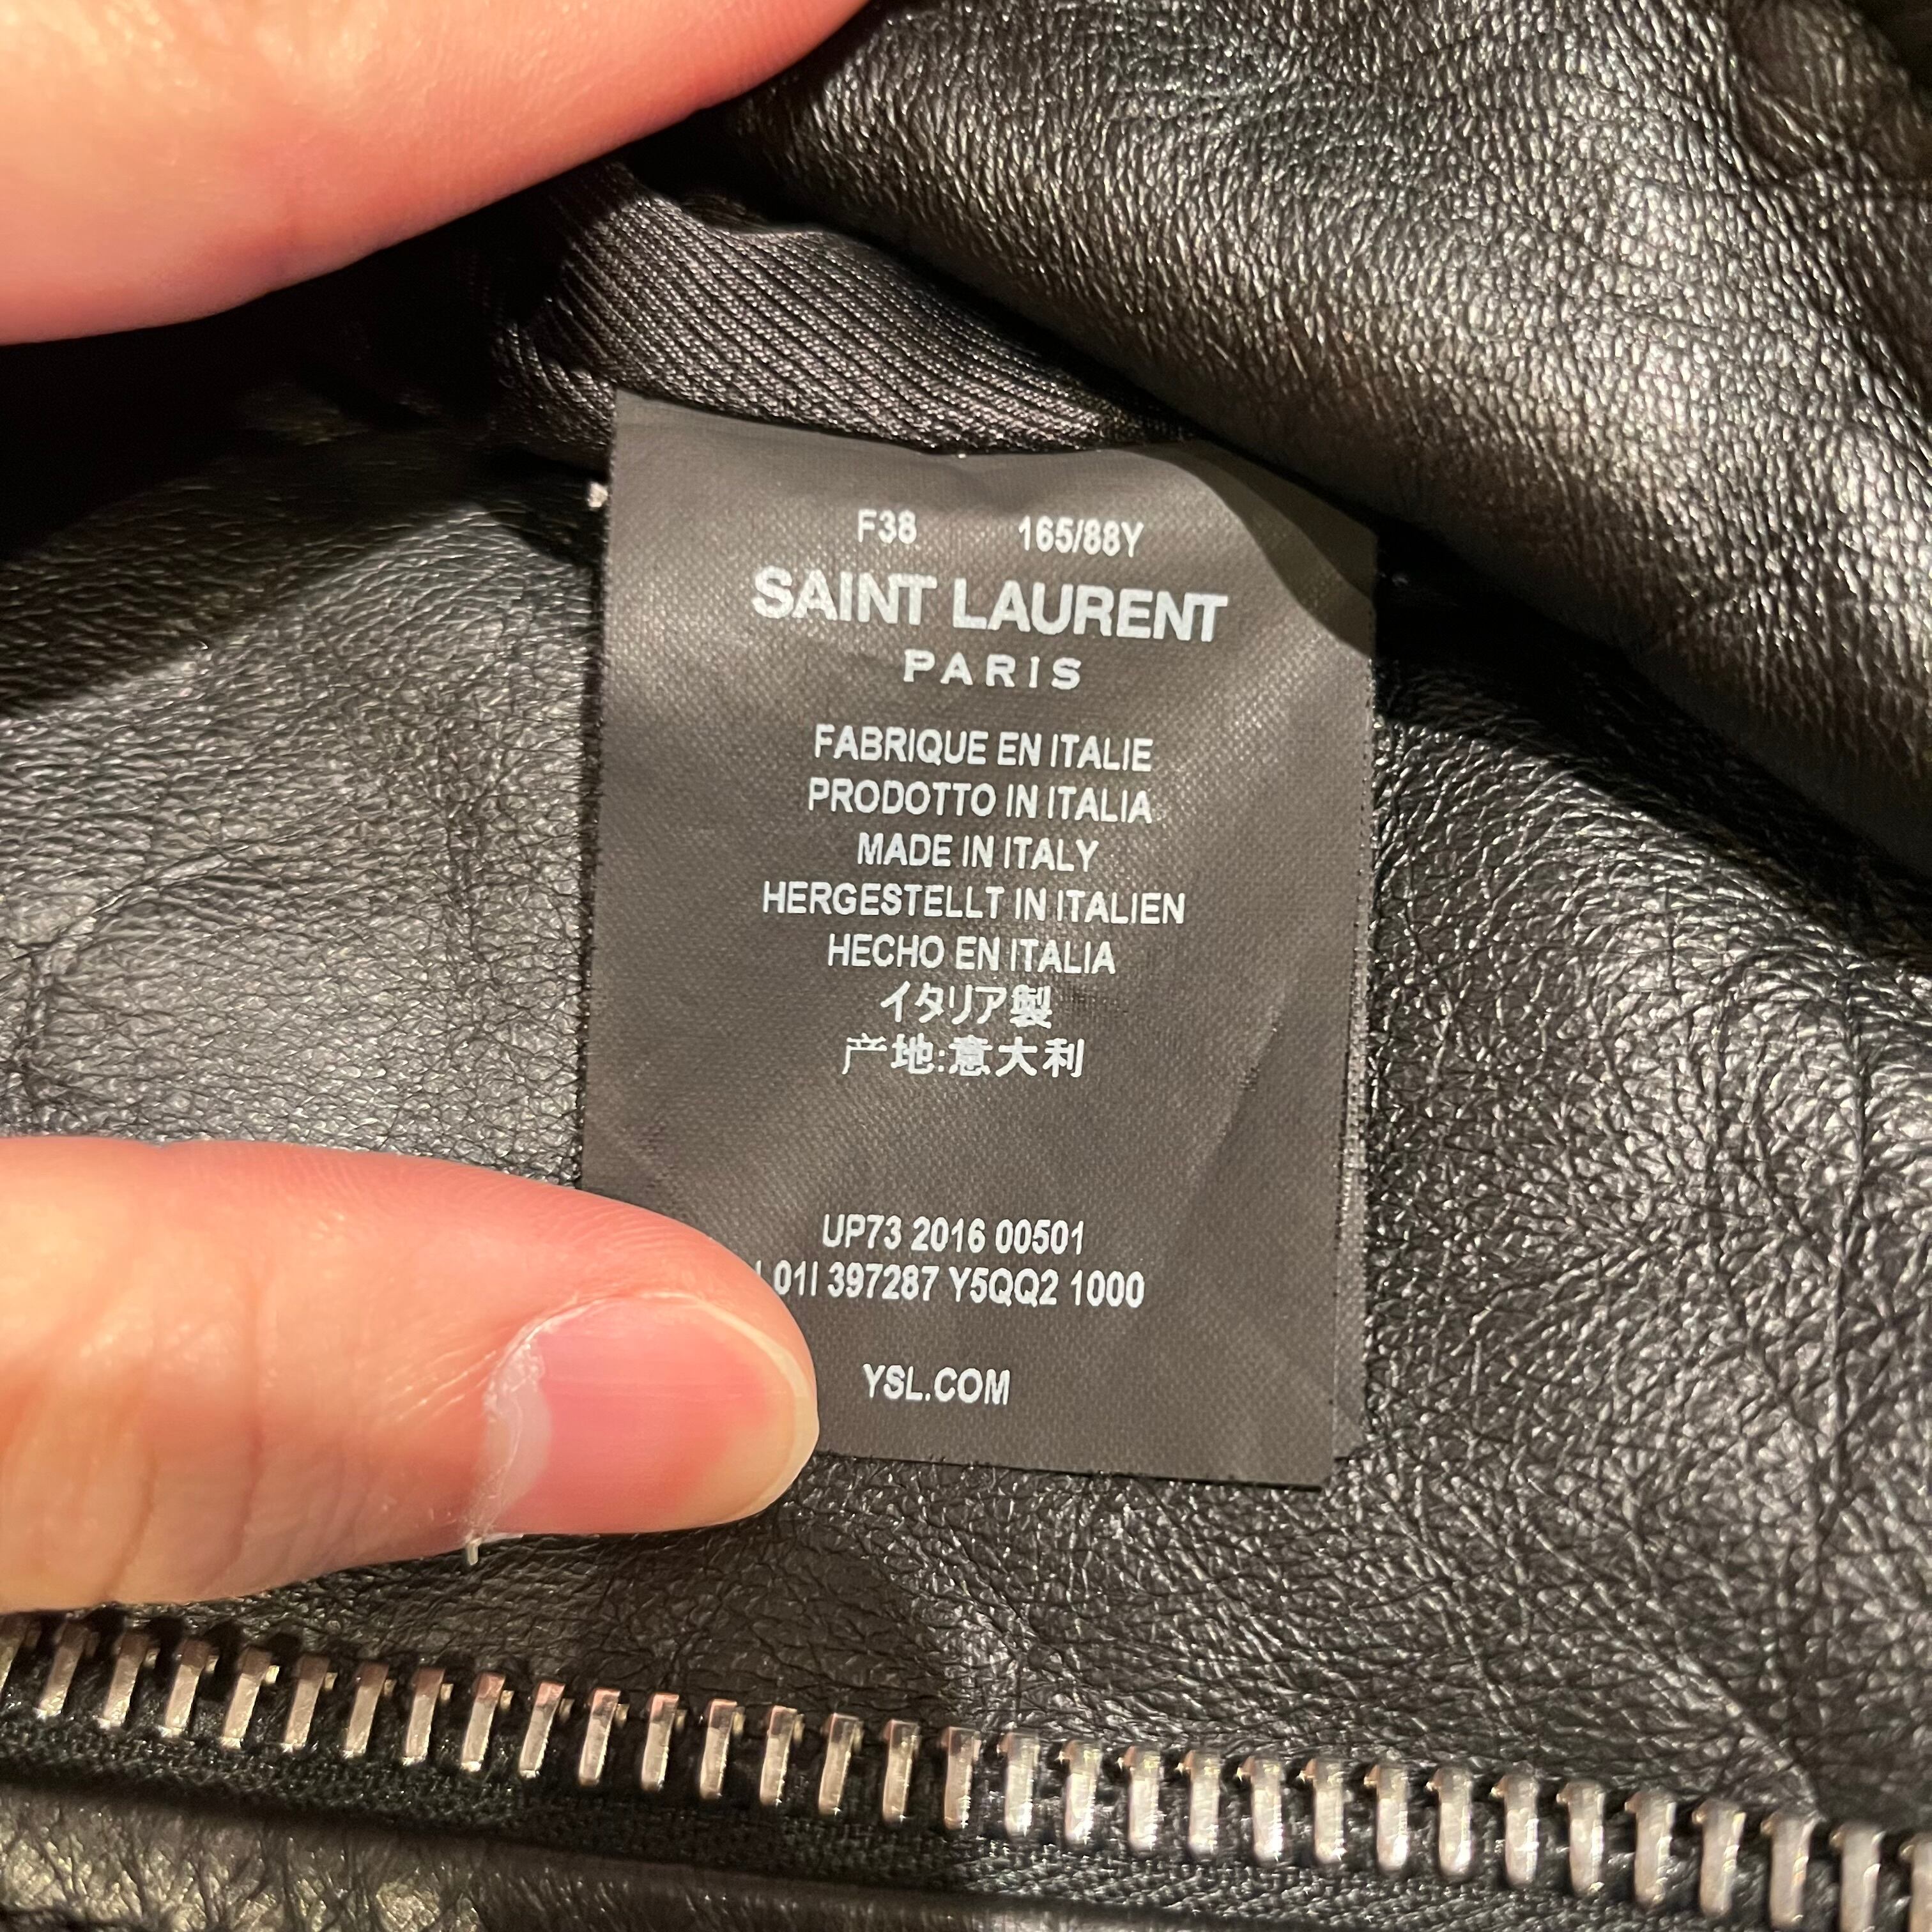 F38 165/88Y
SAINT LAURENT
PARIS
FABRIQUE EN ITALIE
PRODOTTO IN ITALIA
MADE IN ITALY
HERGESTELLT IN ITALIEN
HECHO EN ITALIA
イタリア製
产地:意大利
UP73 2016 00501
01I 397287 Y5QQ2 1000
YSL.COM